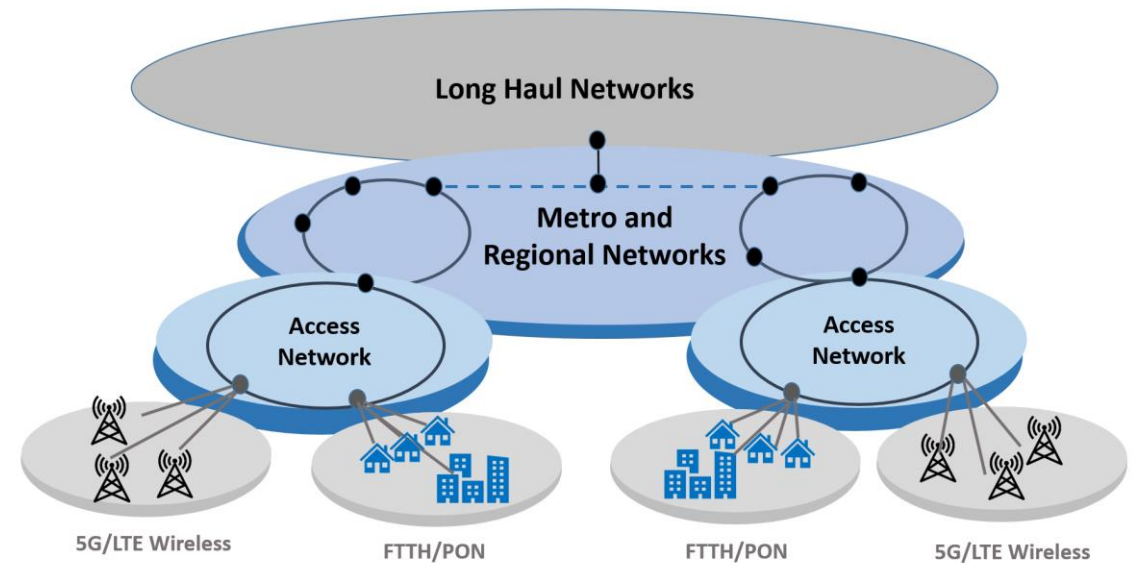 Long Haul Networks
Metro and
Regional Networks
Access
Network
Access
Network
5G/LTE Wireless
FTTH/PON
FTTH/PON
5G/LTE Wireless